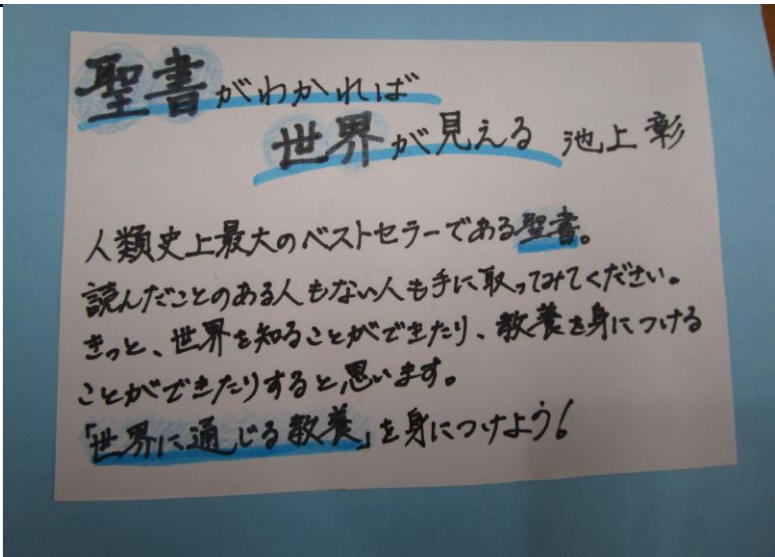 聖書がわかれば
世界が見える 池上彰
人類史上最大のベストセラーである聖書。
読んだことのある人もない人も手に取ってみてください。
きっと、世界を知ることができたり、教養を身につける
ことができたりすると思います。
「世界に通じる教養」を身につけよう!